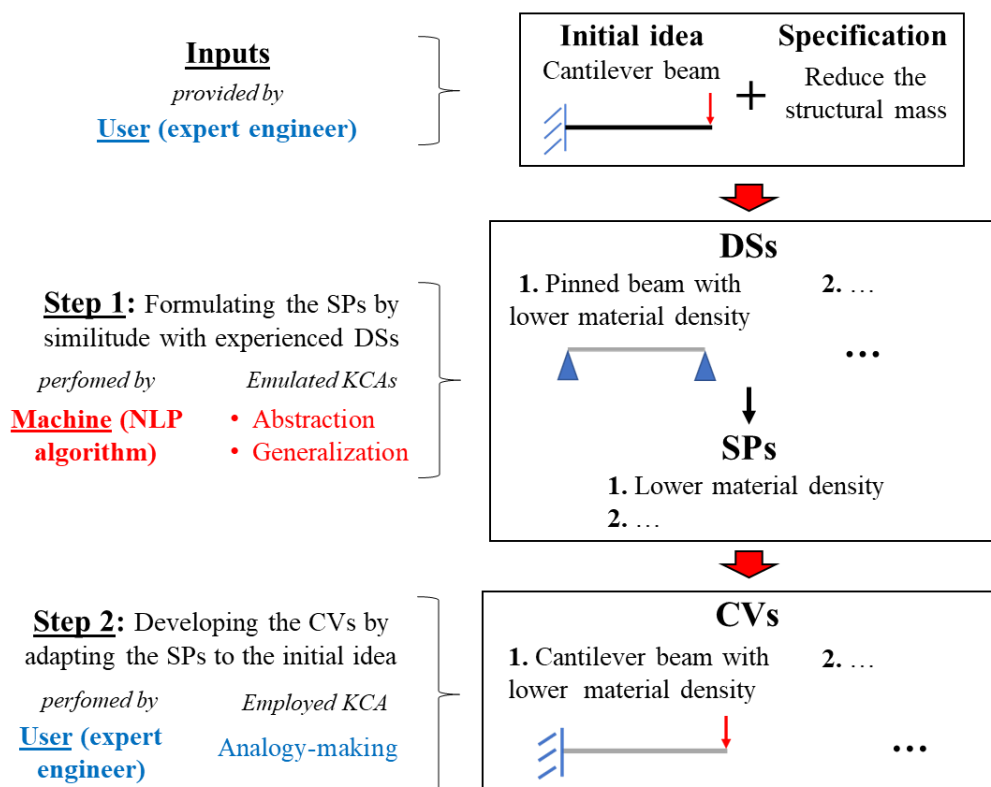 Inputs
provided by
User (expert engineer)
Initial idea
Cantilever beam
+
Specification
Reduce the
structural mass
Step 1: Formulating the SPs by
similitude with experienced DSs
perfomed by
Machine (NLP
algorithm)
Emulated KCAs
• Abstraction
• Generalization
DSs
1. Pinned beam with
lower material density
2. …
...
SPs
1. Lower material density
2. …
Step 2: Developing the CVs by
adapting the SPs to the initial idea
perfomed by
User (expert
engineer)
Employed KCA
Analogy-making
CVs
1. Cantilever beam with
lower material density
2. …
...